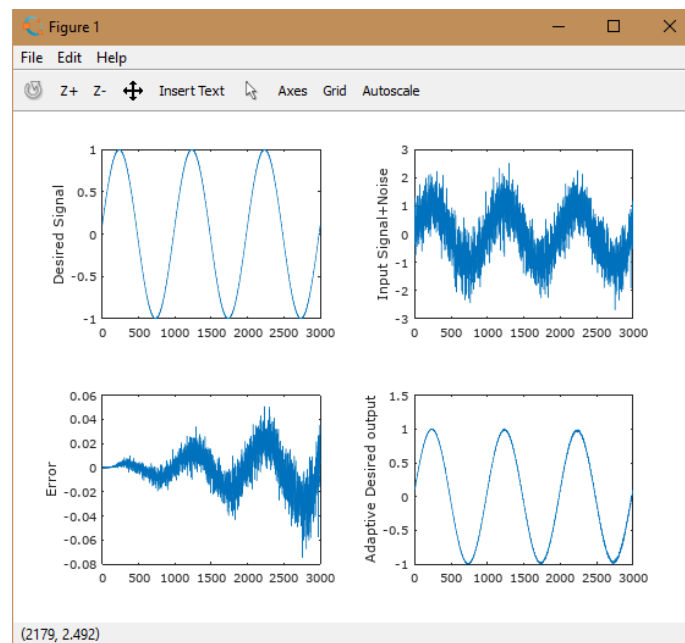 Figure 1
File Edit Help
Z+ Z- Insert Text Axes Grid Autoscale
Desired Signal
1
0.5
0
-0.5
-1
0 500 1000 1500 2000 2500 3000
Input Signal+Noise
3
2
1
0
-1
-2
-3
0 500 1000 1500 2000 2500 3000
Error
0.06
0.04
0.02
0
-0.02
-0.04
-0.06
-0.08
0 500 1000 1500 2000 2500 3000
Adaptive Desired output
1.5
1
0.5
0
-0.5
-1
0 500 1000 1500 2000 2500 3000
(2179, 2.492)